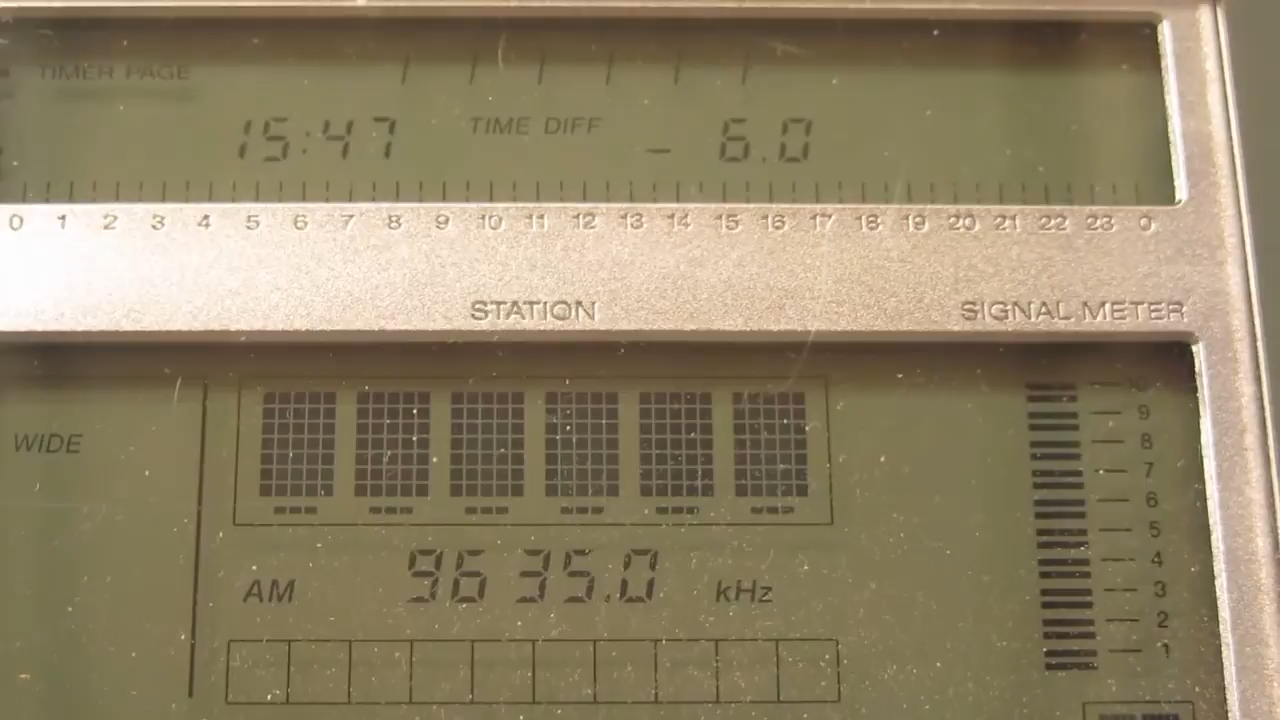 TIMER PAGE
15:47 TIME DIFF - 6.0
0 1 2 3 4 5 6 7 8 9 10 11 12 13 14 15 16 17 18 19 20 21 22 23 0
STATION SIGNAL METER
WIDE
10
9
8
7
6
5
4
3
2
1
AM 9635.0 kHz